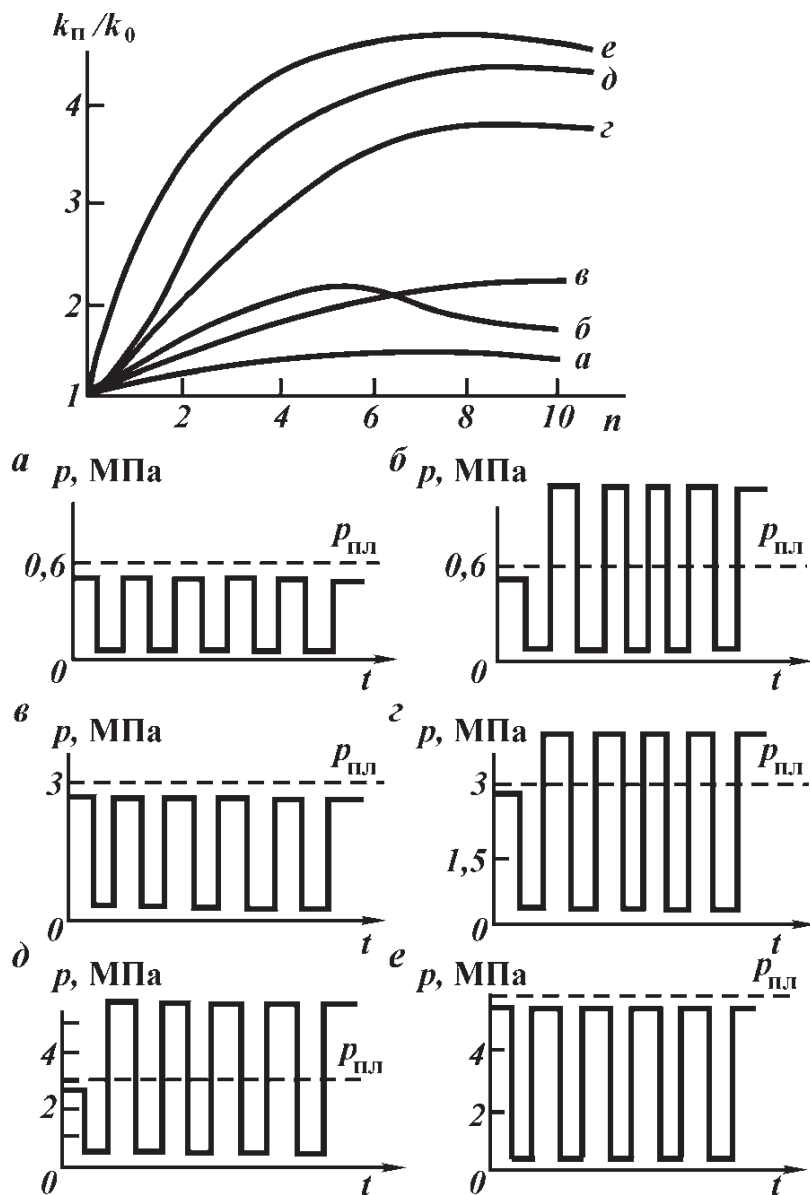 kп/k0
4
3
2
1
е
д
г
в
б
а
2 4 6 8 10 n
а p, МПа
pпл
0,6
0
t
б p, МПа
pпл
0,6
0
t
в p, МПа
pпл
3
0
t
г p, МПа
pпл
3
1,5
0
t
д p, МПа
4
pпл
2
0
t
е p, МПа
pпл
4
2
0
t